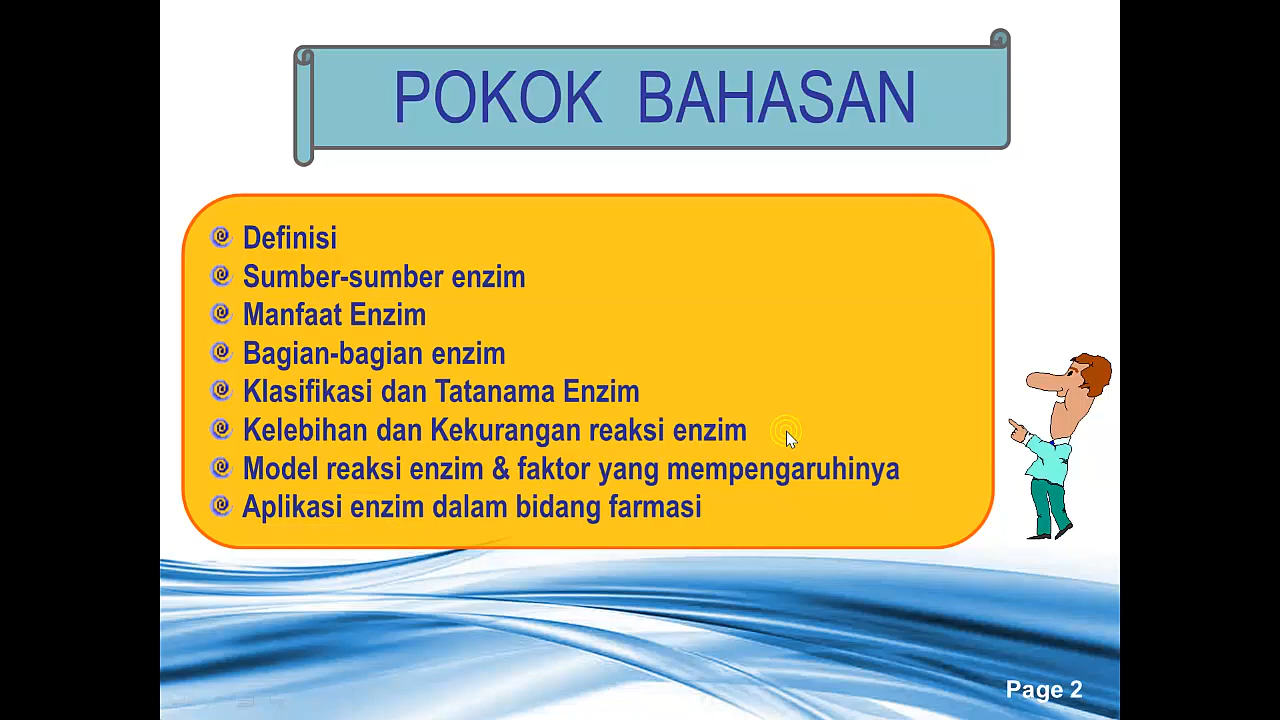 POKOK BAHASAN
Definisi
Sumber-sumber enzim
Manfaat Enzim
Bagian-bagian enzim
Klasifikasi dan Tatanama Enzim
Kelebihan dan Kekurangan reaksi enzim
Model reaksi enzim & faktor yang mempengaruhinya
Aplikasi enzim dalam bidang farmasi
Page 2